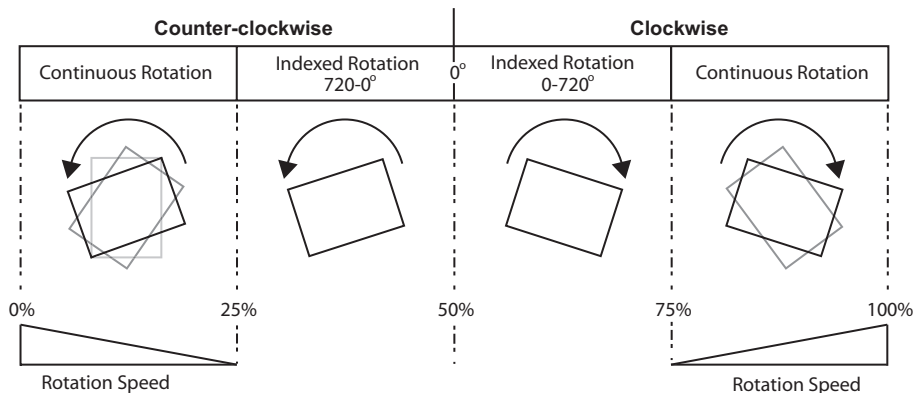 Counter-clockwise Clockwise
Continuous Rotation
Indexed Rotation
720-0°
0°
Indexed Rotation
0-720°
Continuous Rotation
0% 25% 50% 75% 100%
Rotation Speed Rotation Speed